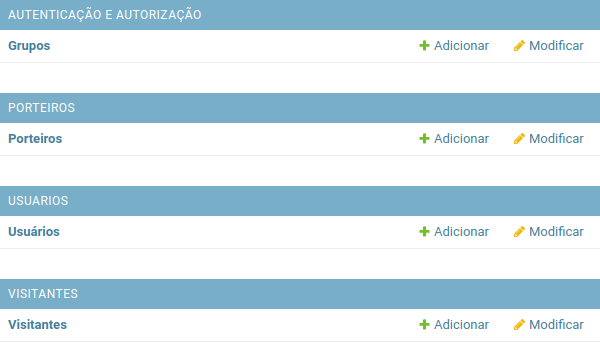 AUTENTICAÇÃO E AUTORIZAÇÃO
Grupos Adicionar Modificar
PORTEIROS
Porteiros Adicionar Modificar
USUARIOS
Usuários Adicionar Modificar
VISITANTES
Visitantes Adicionar Modificar